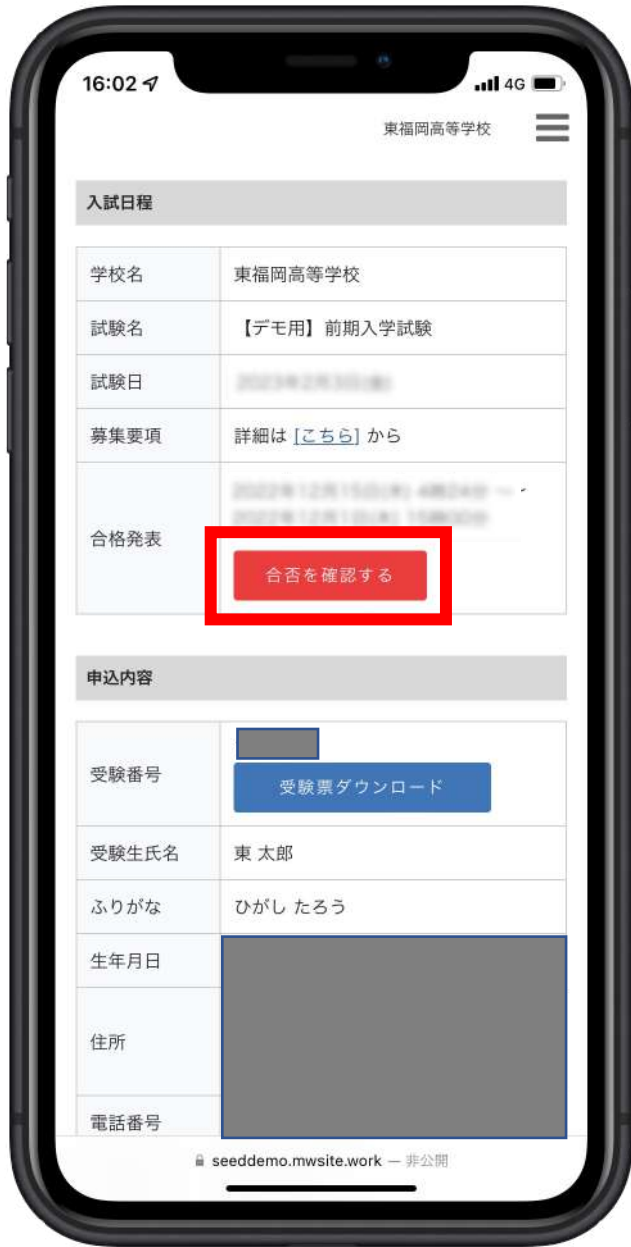 16:02
4G
東福岡高等学校
入試日程
学校名 東福岡高等学校
試験名 【デモ用】前期入学試験
試験日
募集要項 詳細は [こちら] から
合格発表
合否を確認する
申込内容
受験番号
受験票ダウンロード
受験生氏名 東 太郎
ふりがな ひがし たろう
生年月日
住所
電話番号
seeddemo.mwsite.work — 非公開